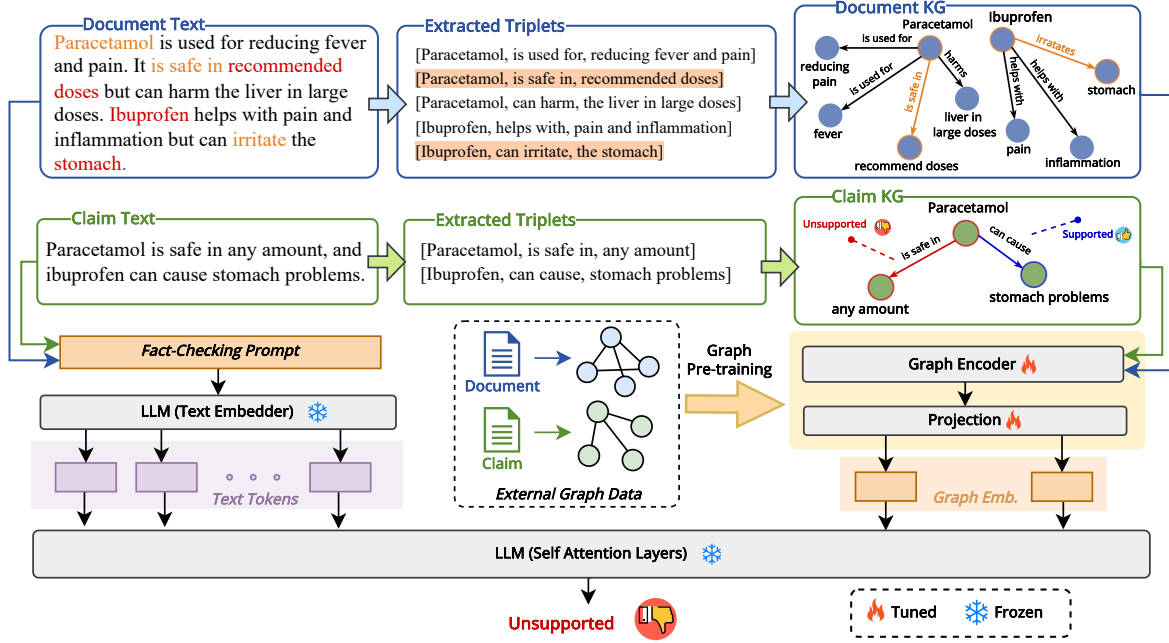 Document Text
Paracetamol is used for reducing fever
and pain. It is safe in recommended
doses but can harm the liver in large
doses. Ibuprofen helps with pain and
inflammation but can irritate the
stomach.
Extracted Triplets
[Paracetamol, is used for, reducing fever and pain]
[Paracetamol, is safe in, recommended doses]
[Paracetamol, can harm, the liver in large doses]
[Ibuprofen, helps with, pain and inflammation]
[Ibuprofen, can irritate, the stomach]
Document KG
Paracetamol
is used for
reducing
pain
is used for
fever
is safe in
recommend doses
harms
liver in
large doses
Ibuprofen
irratates
stomach
helps with
pain
helps with
inflammation
Claim Text
Paracetamol is safe in any amount, and
ibuprofen can cause stomach problems.
Extracted Triplets
[Paracetamol, is safe in, any amount]
[Ibuprofen, can cause, stomach problems]
Claim KG
Paracetamol
Unsupported
is safe in
can cause
Supported
any amount
stomach problems
Fact-Checking Prompt
LLM (Text Embedder)
Text Tokens
Document
Claim
External Graph Data
Graph
Pre-training
Graph Encoder
Projection
Graph Emb.
LLM (Self Attention Layers)
Unsupported
Tuned
Frozen